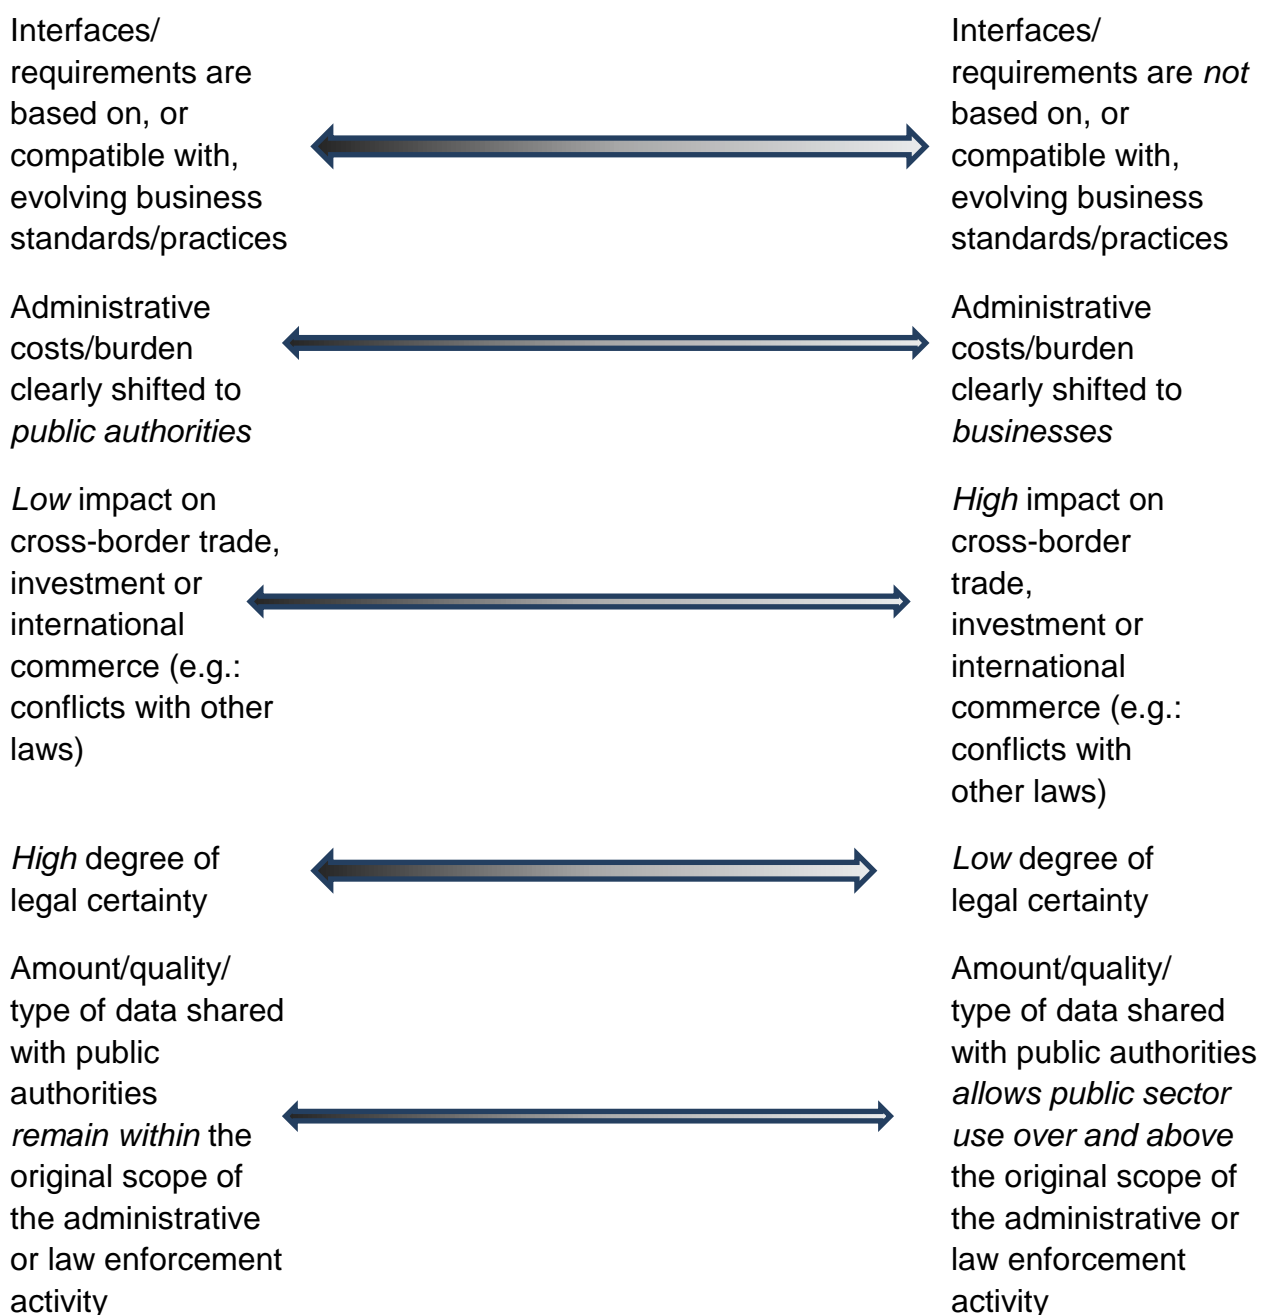 Interfaces/
requirements are
based on, or
compatible with,
evolving business
standards/practices
Interfaces/
requirements are not
based on, or
compatible with,
evolving business
standards/practices
Administrative
costs/burden
clearly shifted to
public authorities
Administrative
costs/burden
clearly shifted to
businesses
Low impact on
cross-border trade,
investment or
international
commerce (e.g.:
conflicts with other
laws)
High impact on
cross-border
trade,
investment or
international
commerce (e.g.:
conflicts with
other laws)
High degree of
legal certainty
Low degree of
legal certainty
Amount/quality/
type of data shared
with public
authorities
remain within the
original scope of
the administrative
or law enforcement
activity
Amount/quality/
type of data shared
with public authorities
allows public sector
use over and above
the original scope of
the administrative or
law enforcement
activity